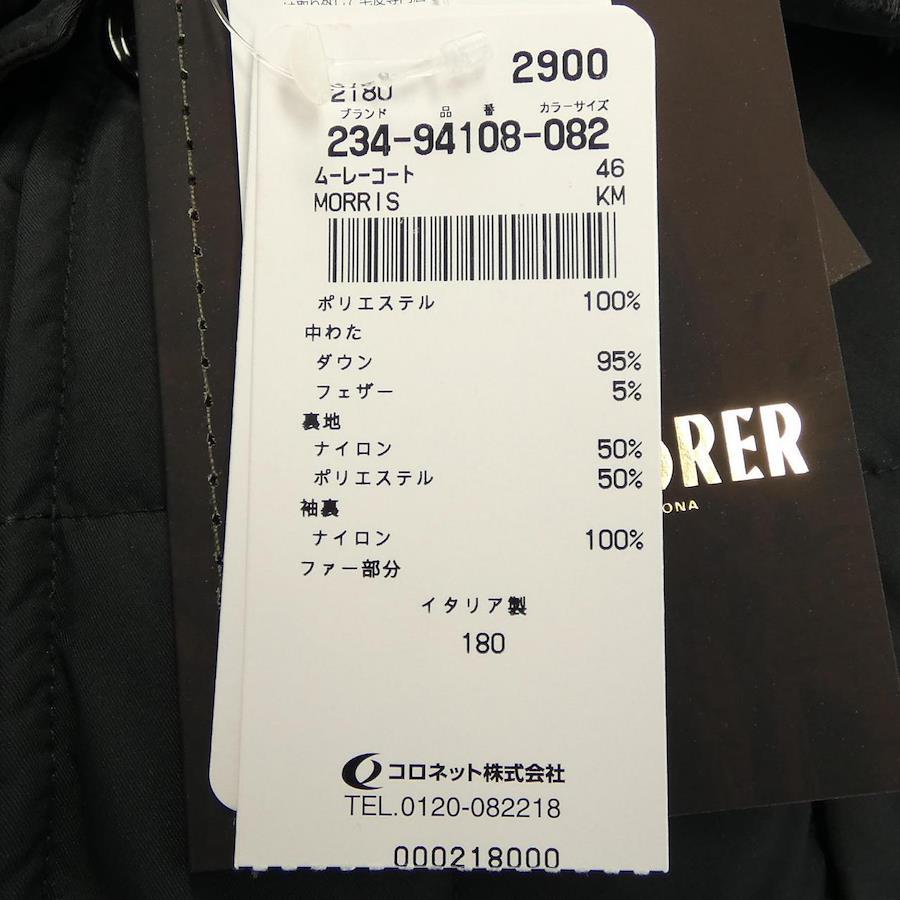 2900
2180
ブランド 品 番 カラーサイズ
234-94108-082
ムーレーコート 46
MORRIS KM
ポリエステル 100%
中わた
ダウン 95%
フェザー 5%
裏地
ナイロン 50%
ポリエステル 50%
袖裏
ナイロン 100%
ファー部分
イタリア製
180
コロネット株式会社
TEL.0120-082218
000218000
ORER
ONA